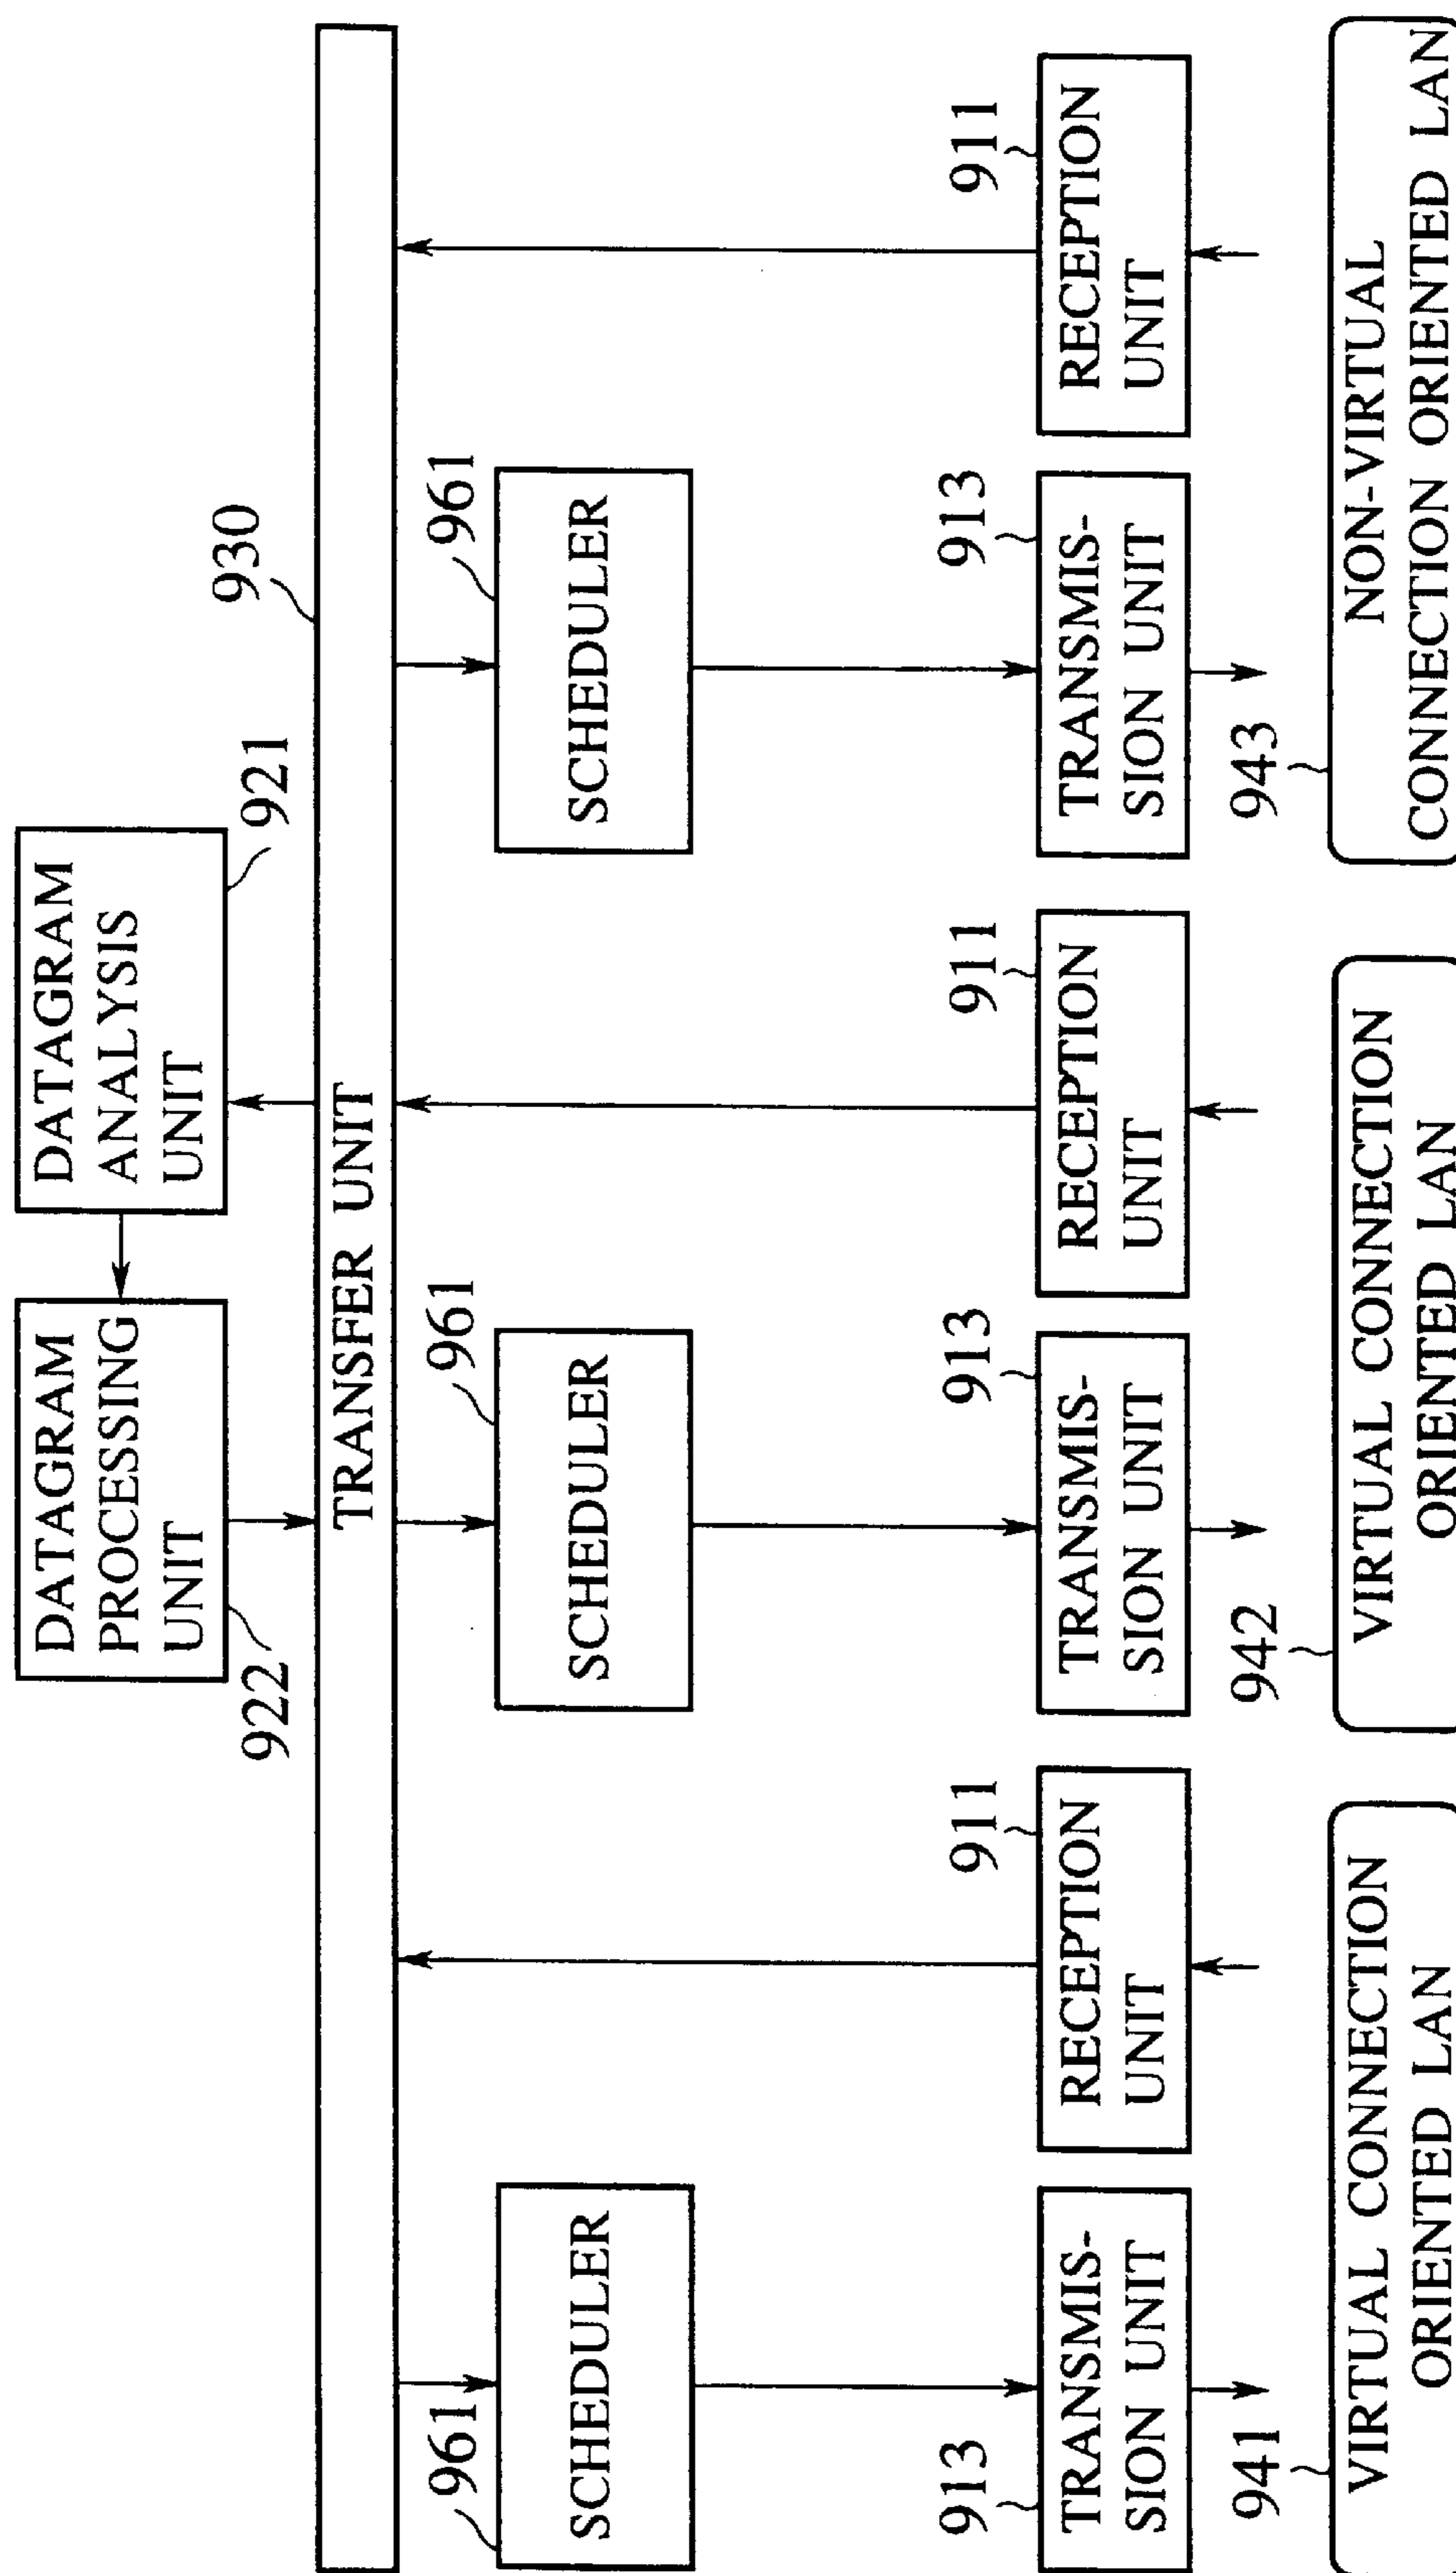 DATAGRAM
PROCESSING
UNIT
922
DATAGRAM
ANALYSIS
UNIT
921
930
TRANSFER UNIT
961
SCHEDULER
961
SCHEDULER
961
SCHEDULER
913
TRANSMIS-
SION UNIT
911
RECEPTION
UNIT
913
TRANSMIS-
SION UNIT
911
RECEPTION
UNIT
913
TRANSMIS-
SION UNIT
911
RECEPTION
UNIT
941
VIRTUAL CONNECTION
ORIENTED LAN
942
VIRTUAL CONNECTION
ORIENTED LAN
943
NON-VIRTUAL
CONNECTION ORIENTED LAN